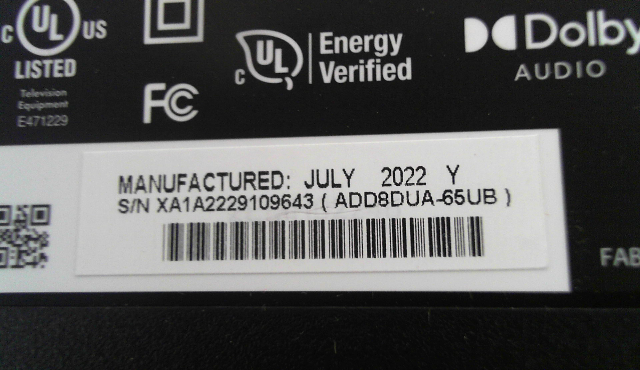 C UL US
LISTED
Television
Equipment
E471229
FC
C UL
Energy
Verified
Dolby
AUDIO
MANUFACTURED: JULY 2022 Y
S/N XA1A2229109643 ( ADD8DUA-65UB )
FAB